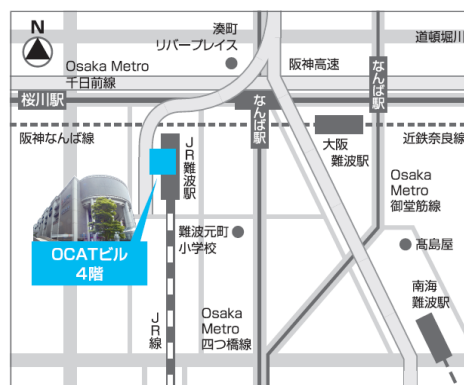 N
湊町
リバープレイス
道頓堀川
Osaka Metro
千日前線
阪神高速
なんば駅
桜川駅
なんば駅
阪神なんば線
大阪
難波駅
近鉄奈良線
JR難波駅
Osaka
Metro
御堂筋線
OCATビル
4階
難波元町
小学校
髙島屋
南海
難波駅
JR線
Osaka
Metro
四つ橋線